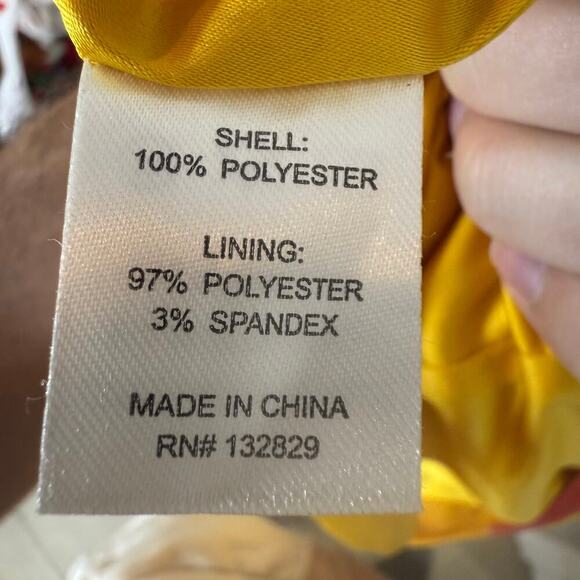 SHELL:
100% POLYESTER
LINING:
97% POLYESTER
3% SPANDEX
MADE IN CHINA
RN# 132829